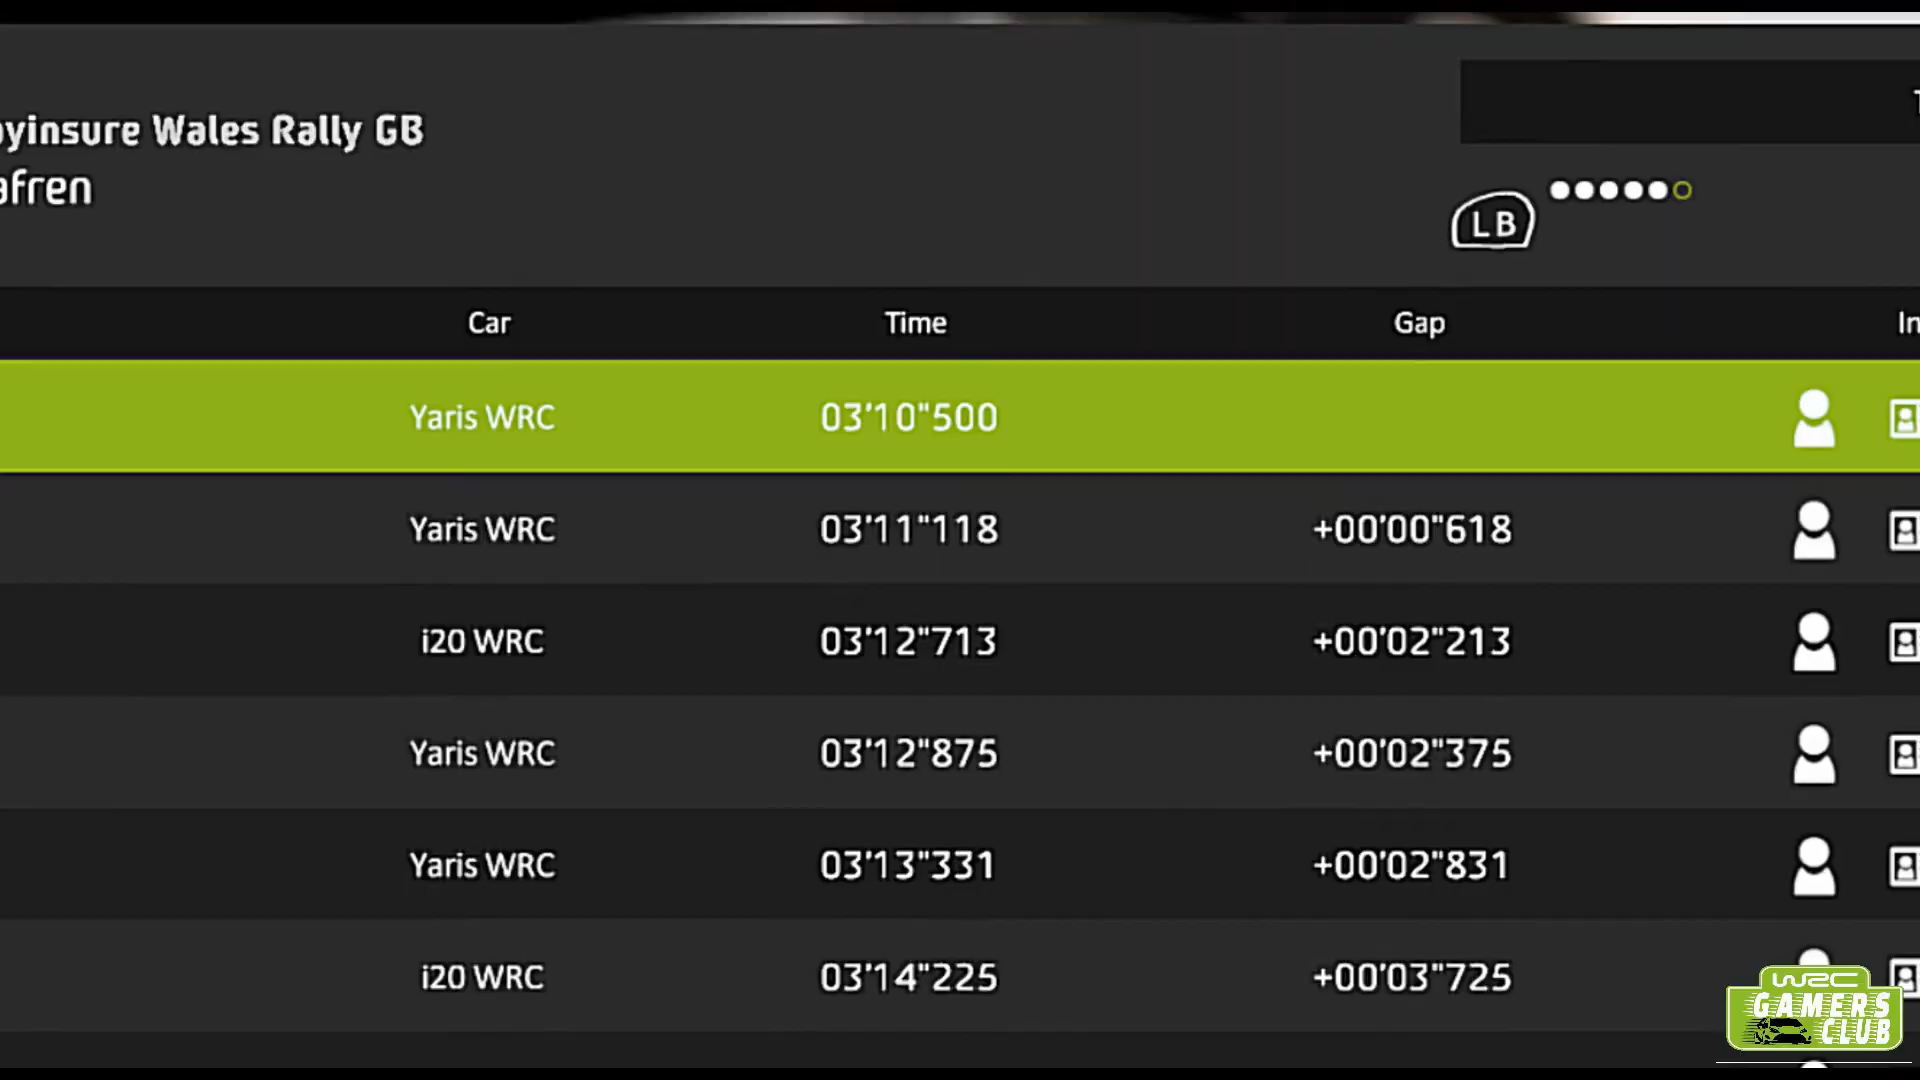 yinsure Wales Rally GB
afren
LB
Car Time Gap In
Yaris WRC 03'10"500
Yaris WRC 03'11"118 +00'00"618
i20 WRC 03'12"713 +00'02"213
Yaris WRC 03'12"875 +00'02"375
Yaris WRC 03'13"331 +00'02"831
i20 WRC 03'14"225 +00'03"725
WRC
GAMERS
CLUB